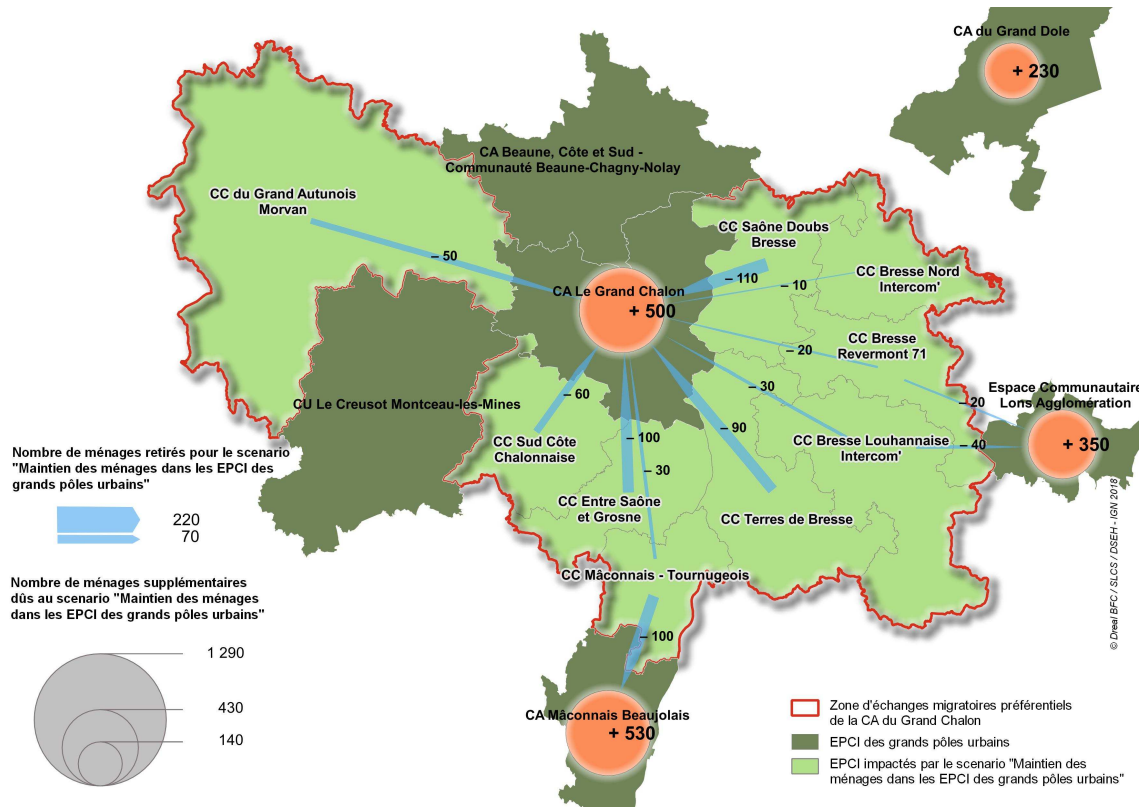 CA du Grand Dole
+ 230
CA Beaune, Côte et Sud -
Communauté Beaune-Chagny-Nolay
CC du Grand Autunois
Morvan
CC Saône Doubs
Bresse
– 50
– 110
– 10
CC Bresse Nord
Intercom'
CA Le Grand Chalon
+ 500
CC Bresse
Revermont 71
– 20
– 30
– 60
– 20
Espace Communautaire
Lons Agglomération
CU Le Creusot Montceau-les-Mines
– 90
– 100
– 30
CC Sud Côte
Chalonnaise
CC Bresse Louhannaise
Intercom'
– 40
+ 350
CC Entre Saône
et Grosne
CC Terres de Bresse
CC Mâconnais - Tournugeois
– 100
CA Mâconnais Beaujolais
+ 530
Nombre de ménages retirés pour le scenario
"Maintien des ménages dans les EPCI des
grands pôles urbains"
220
70
Nombre de ménages supplémentaires
dûs au scenario "Maintien des ménages
dans les EPCI des grands pôles urbains"
1 290
430
140
Zone d'échanges migratoires préférentiels
de la CA du Grand Chalon
EPCI des grands pôles urbains
EPCI impactés par le scenario "Maintien des
ménages dans les EPCI des grands pôles urbains"
© Dreal BFC / SLCS / DSEH - IGN 2018